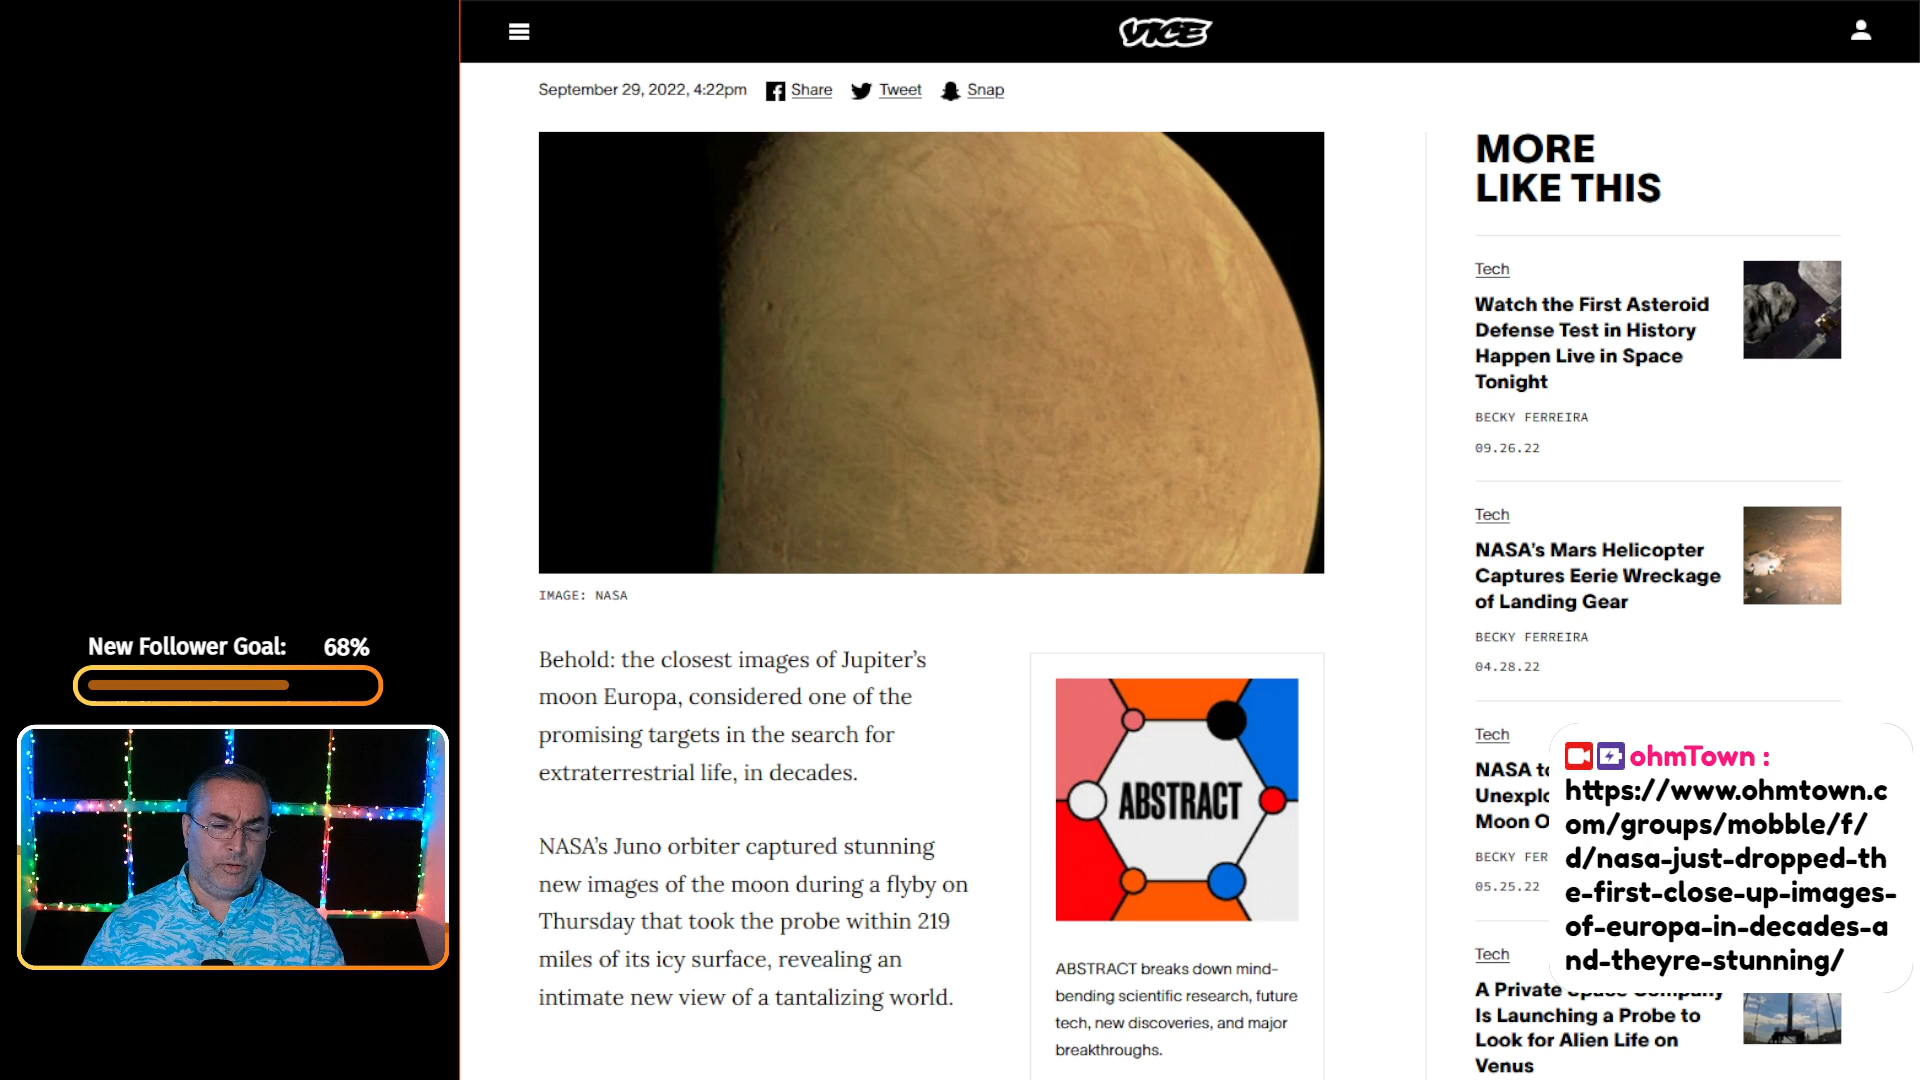 VICE
September 29, 2022, 4:22pm Share Tweet Snap
IMAGE: NASA
Behold: the closest images of Jupiter's
moon Europa, considered one of the
promising targets in the search for
extraterrestrial life, in decades.
NASA's Juno orbiter captured stunning
new images of the moon during a flyby on
Thursday that took the probe within 219
miles of its icy surface, revealing an
intimate new view of a tantalizing world.
ABSTRACT
ABSTRACT breaks down mind-
bending scientific research, future
tech, new discoveries, and major
breakthroughs.
MORE
LIKE THIS
Tech
Watch the First Asteroid
Defense Test in History
Happen Live in Space
Tonight
BECKY FERREIRA
09.26.22
Tech
NASA's Mars Helicopter
Captures Eerie Wreckage
of Landing Gear
BECKY FERREIRA
04.28.22
Tech
NASA to
Unexplo
Moon O
BECKY FER
05.25.22
Tech
A Private Space Company
Is Launching a Probe to
Look for Alien Life on
Venus
ohmTown :
https://www.ohmtown.c
om/groups/mobble/f/
d/nasa-just-dropped-th
e-first-close-up-images-
of-europa-in-decades-a
nd-theyre-stunning/
New Follower Goal: 68%